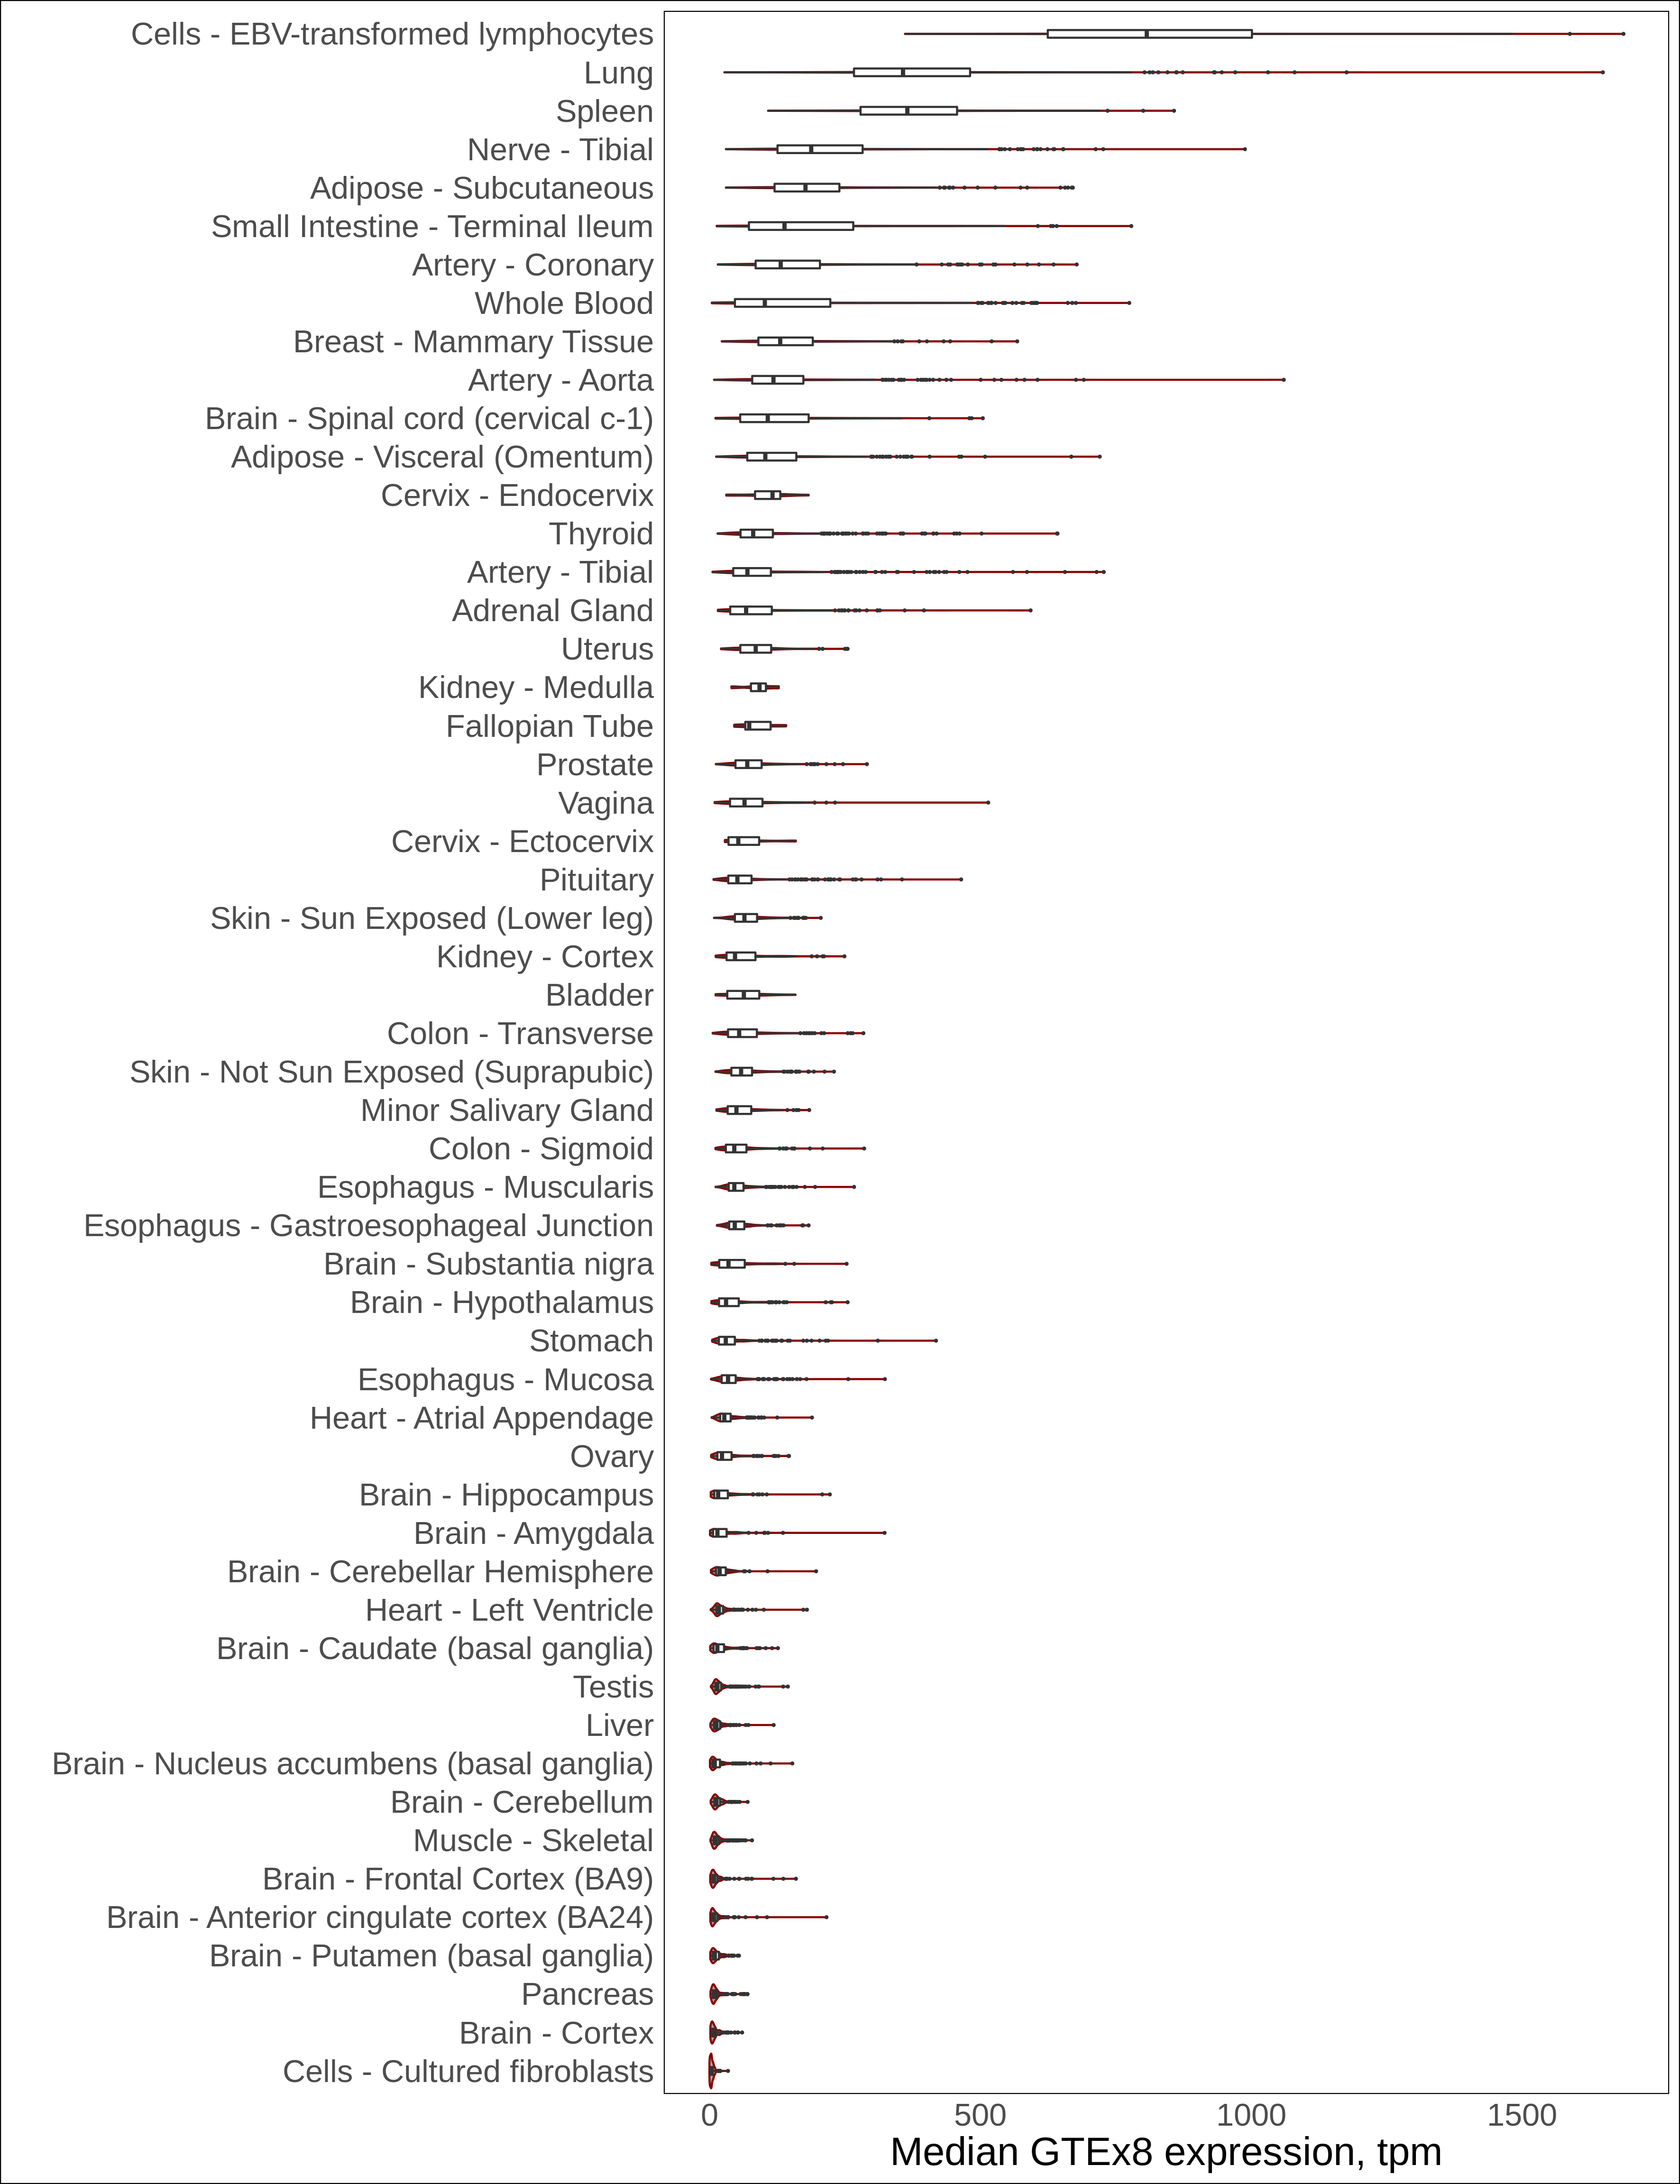 Cells - EBV-transformed lymphocytes
Lung
Spleen
Nerve - Tibial
Adipose - Subcutaneous
Small Intestine - Terminal Ileum
Artery - Coronary
Whole Blood
Breast - Mammary Tissue
Artery - Aorta
Brain - Spinal cord (cervical c-1)
Adipose - Visceral (Omentum)
Cervix - Endocervix
Thyroid
Artery - Tibial
Adrenal Gland
Uterus
Kidney - Medulla
Fallopian Tube
Prostate
Vagina
Cervix - Ectocervix
Pituitary
Skin - Sun Exposed (Lower leg)
Kidney - Cortex
Bladder
Colon - Transverse
Skin - Not Sun Exposed (Suprapubic)
Minor Salivary Gland
Colon - Sigmoid
Esophagus - Muscularis
Esophagus - Gastroesophageal Junction
Brain - Substantia nigra
Brain - Hypothalamus
Stomach
Esophagus - Mucosa
Heart - Atrial Appendage
Ovary
Brain - Hippocampus
Brain - Amygdala
Brain - Cerebellar Hemisphere
Heart - Left Ventricle
Brain - Caudate (basal ganglia)
Testis
Liver
Brain - Nucleus accumbens (basal ganglia)
Brain - Cerebellum
Muscle - Skeletal
Brain - Frontal Cortex (BA9)
Brain - Anterior cingulate cortex (BA24)
Brain - Putamen (basal ganglia)
Pancreas
Brain - Cortex
Cells - Cultured fibroblasts
0 500 1000 1500
Median GTEx8 expression, tpm